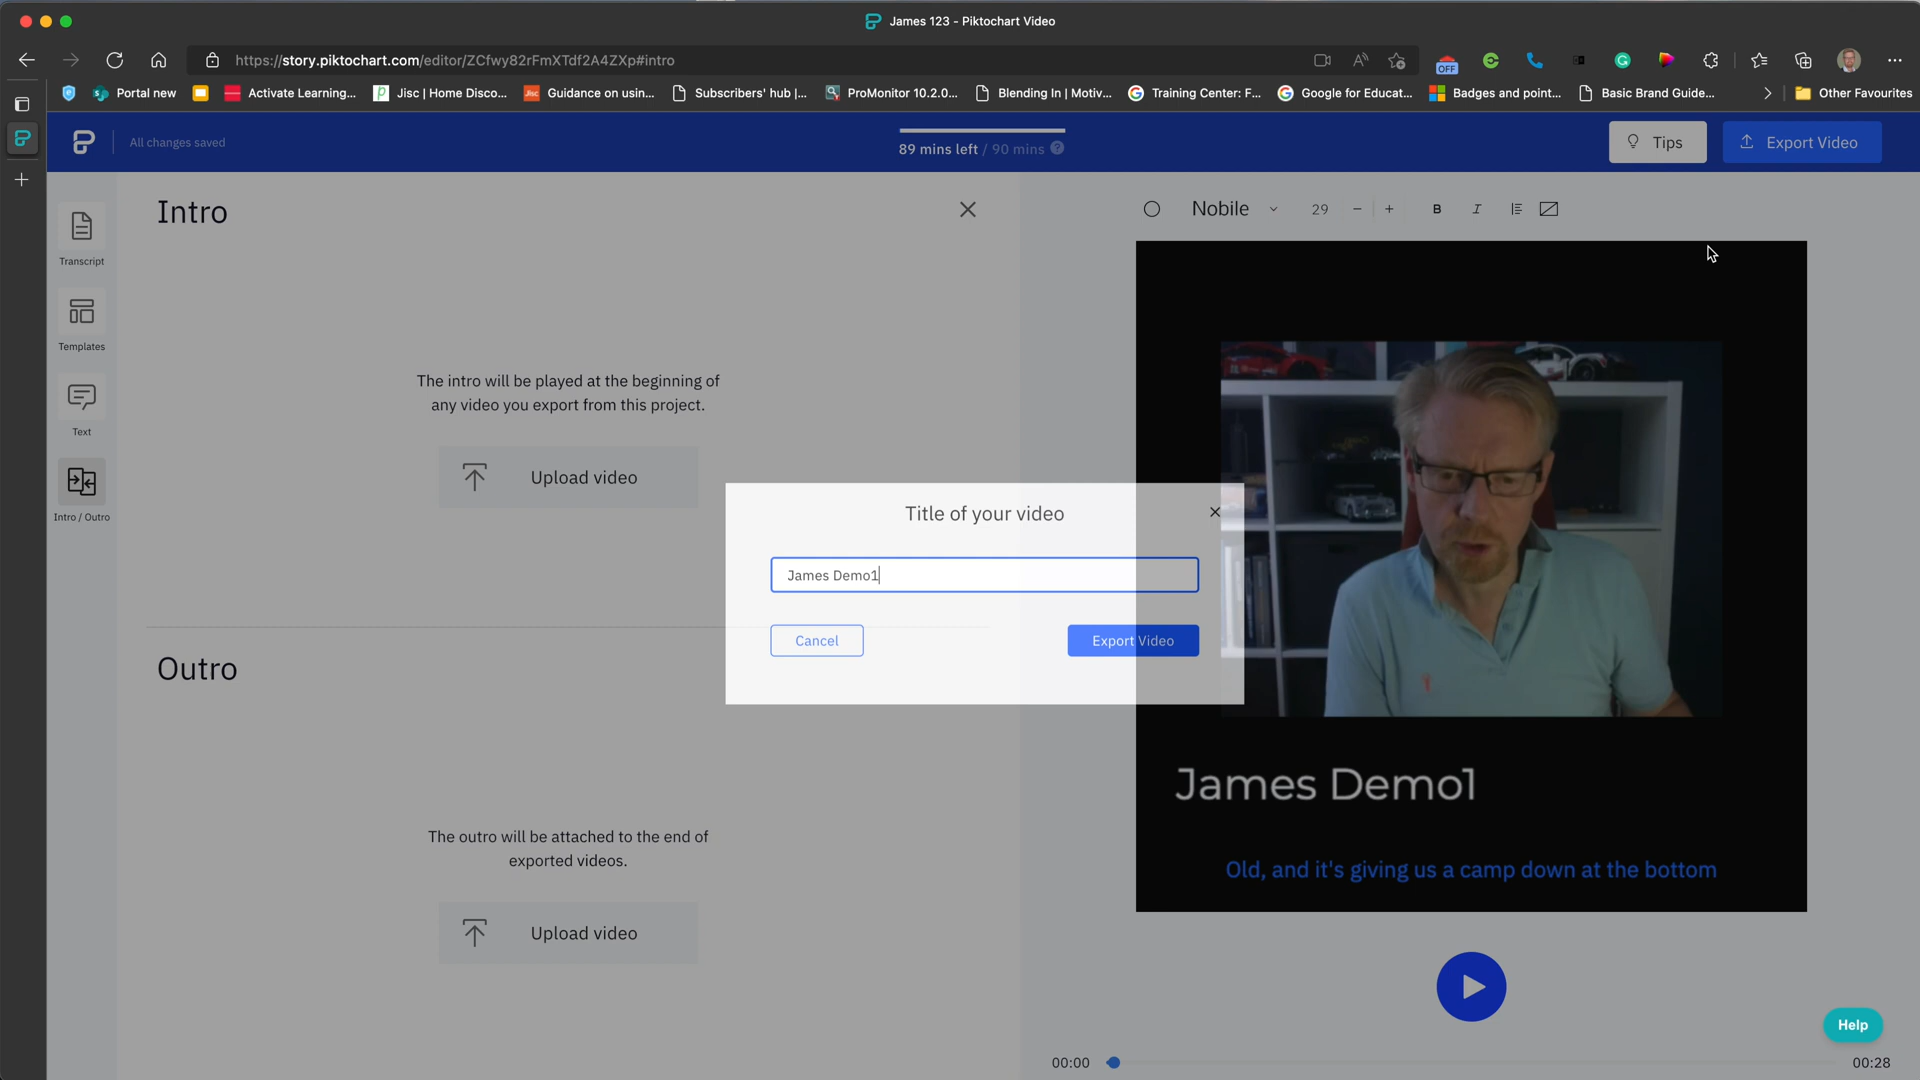 James 123 - Piktochart Video
https://story.piktochart.com/editor/ZCfwy82rFmXTdf2A4ZXp#intro
OFF
Portal new
Activate Learning...
Jisc | Home Disco...
Guidance on usin...
Subscribers' hub |...
ProMonitor 10.2.0...
Blending In | Motiv...
Training Center: F...
Google for Educat...
Badges and point...
Basic Brand Guide...
Other Favourites
All changes saved
89 mins left / 90 mins ?
Tips
Export Video
Intro
Nobile
29
B
I
Transcript
Templates
Text
Intro / Outro
The intro will be played at the beginning of
any video you export from this project.
Upload video
Title of your video
James Demo1
Cancel
Export Video
Outro
The outro will be attached to the end of
exported videos.
Upload video
James Demo1
Old, and it's giving us a camp down at the bottom
Help
00:00
00:28